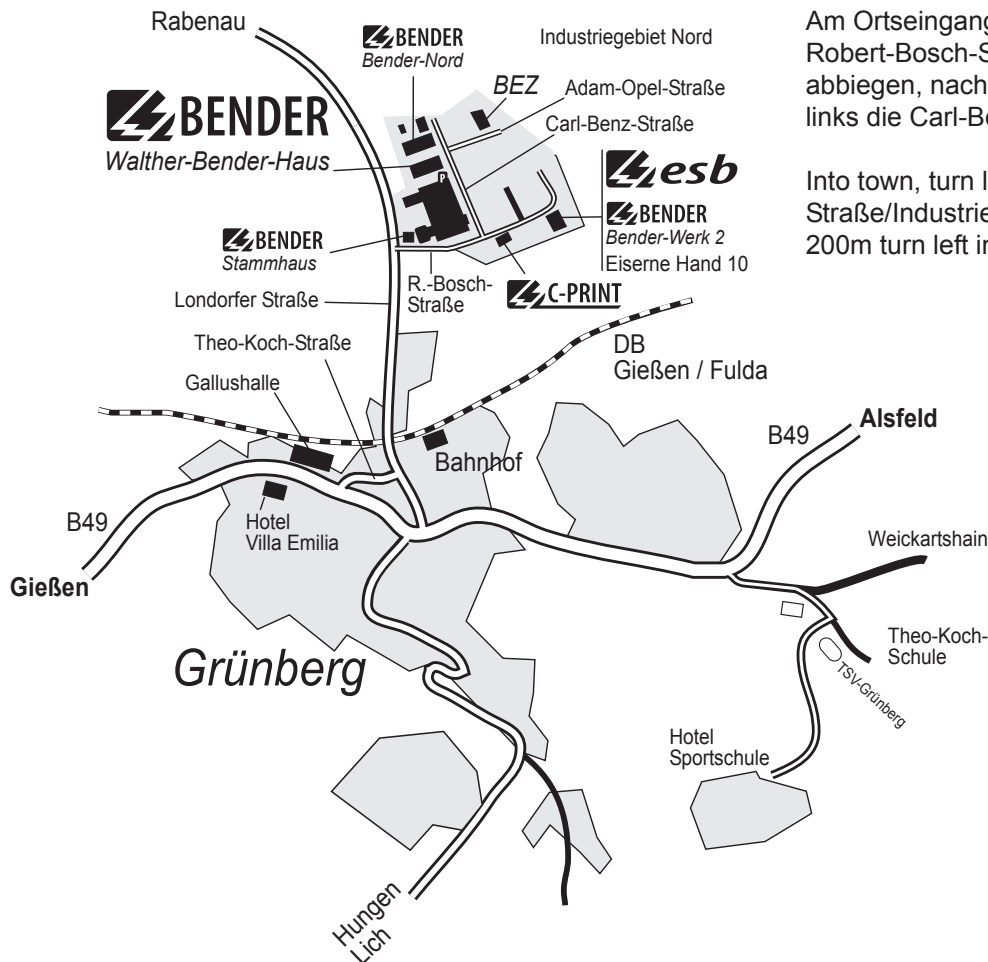 Rabenau
BENDER
Bender-Nord
Industriegebiet Nord
Am Ortseingang
Robert-Bosch-S
abbiegen, nach
links die Carl-Be
BEZ
Adam-Opel-Straße
BENDER
Walther-Bender-Haus
Carl-Benz-Straße
P
esb
BENDER
Bender-Werk 2
Eiserne Hand 10
Into town, turn l
Straße/Industrie
200m turn left in
BENDER
Stammhaus
R.-Bosch-
Straße
C-PRINT
Londorfer Straße
Theo-Koch-Straße
Gallushalle
DB
Gießen / Fulda
Alsfeld
B49
Bahnhof
B49
Hotel
Villa Emilia
Gießen
Weickartshain
Grünberg
Theo-Koch-
Schule
TSV-Grünberg
Hotel
Sportschule
Hungen
Lich